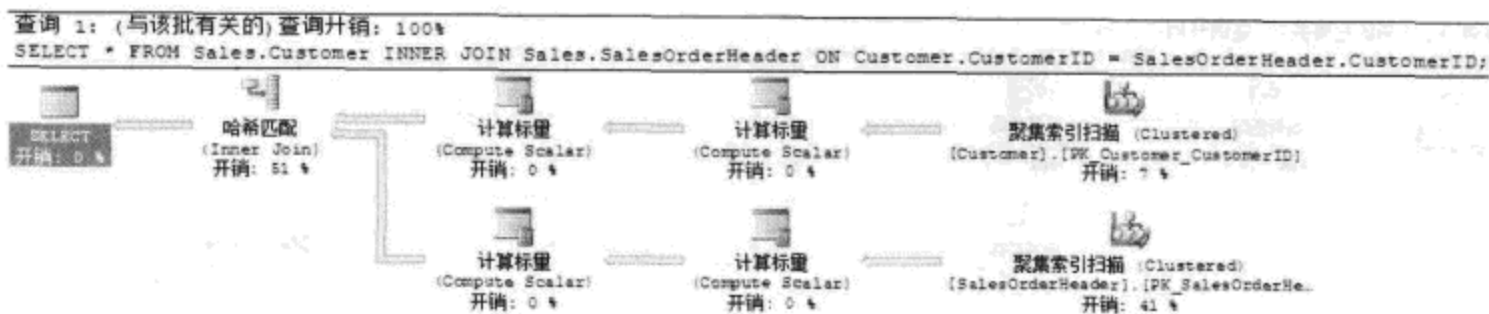 查询 1: (与该批有关的)查询开销: 100%
SELECT * FROM Sales.Customer INNER JOIN Sales.SalesOrderHeader ON Customer.CustomerID = SalesOrderHeader.CustomerID;
SELECT
开销: 0 %
哈希匹配
(Inner Join)
开销: 51 %
计算标量
(Compute Scalar)
开销: 0 %
计算标量
(Compute Scalar)
开销: 0 %
聚集索引扫描 (Clustered)
[Customer].[PK_Customer_CustomerID]
开销: 7 %
计算标量
(Compute Scalar)
开销: 0 %
计算标量
(Compute Scalar)
开销: 0 %
聚集索引扫描 (Clustered)
[SalesOrderHeader].[PK_SalesOrderHe…
开销: 41 %